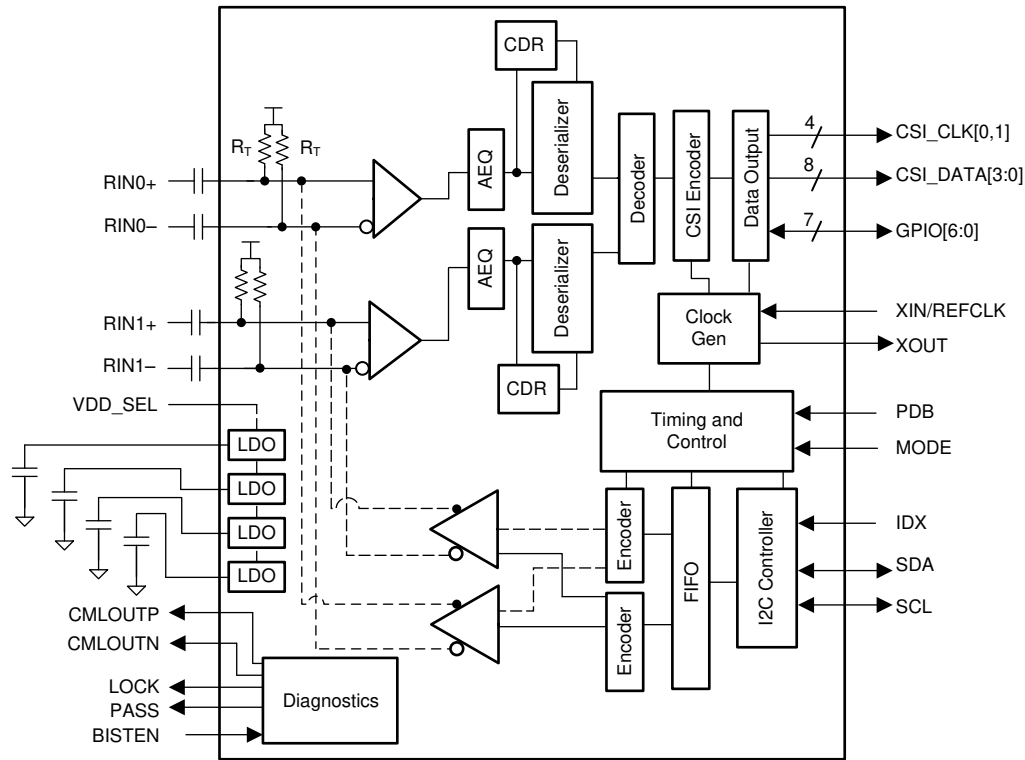 CDR
R_T
R_T
RIN0+
RIN0−
AEQ
Deserializer
Decoder
CSI Encoder
Data Output
4
CSI_CLK[0,1]
8
CSI_DATA[3:0]
7
GPIO[6:0]
RIN1+
RIN1−
AEQ
Deserializer
CDR
Clock
Gen
XIN/REFCLK
XOUT
VDD_SEL
LDO
LDO
LDO
LDO
Timing and
Control
PDB
MODE
Encoder
Encoder
FIFO
I2C Controller
IDX
SDA
SCL
CMLOUTP
CMLOUTN
LOCK
PASS
BISTEN
Diagnostics